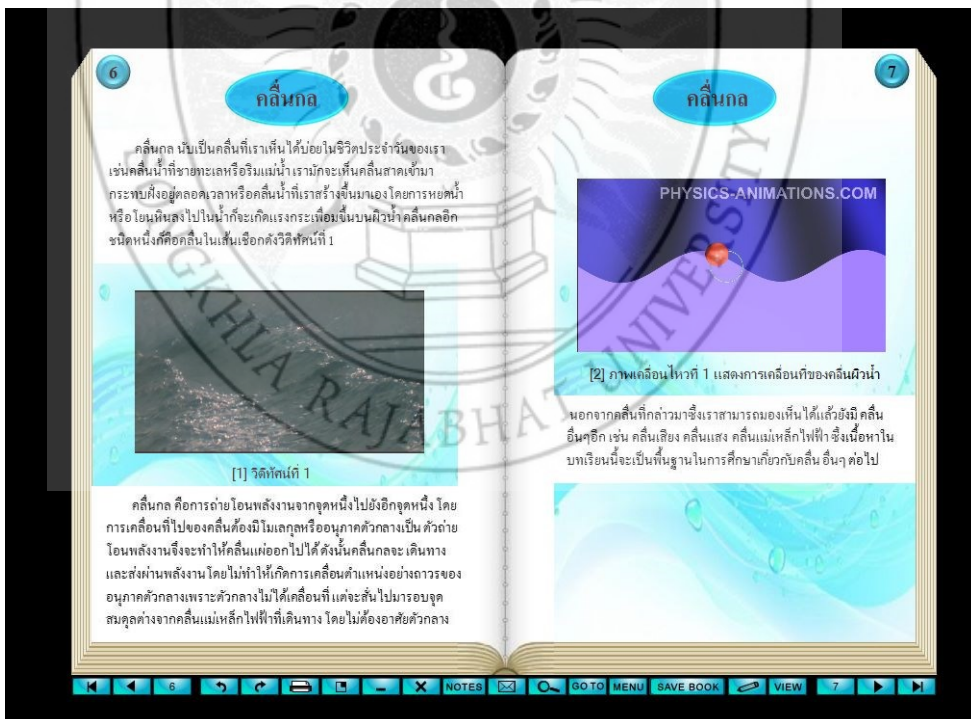 6
คลื่นกล
คลื่นกล นับเป็นคลื่นที่เราเห็นได้บ่อยในชีวิตประจำวันของเรา
เช่นคลื่นน้ำที่ชายทะเลหรือริมแม่น้ำ เรามักจะเห็นคลื่นสาดเข้ามา
กระทบฝั่งอยู่ตลอดเวลาหรือคลื่นน้ำที่เราสร้างขึ้นมาเองโดยการหยดน้ำ
หรือโยนหินลงไปในน้ำก็จะเกิดแรงกระเพื่อมขึ้นบนผิวน้ำ คลื่นกลอีก
ชนิดหนึ่งก็คือคลื่นในเส้นเชือกดังวิดีทัศน์ที่ 1
[1] วิดิทัศน์ที่ 1
คลื่นกล คือการถ่ายโอนพลังงานจากจุดหนึ่งไปยังอีกจุดหนึ่ง โดย
การเคลื่อนที่ไปของคลื่นต้องมีโมเลกุลหรืออนุภาคตัวกลางเป็น ตัวถ่าย
โอนพลังงานจึงจะทำให้คลื่นแผ่ออกไปได้ ดังนั้นคลื่นกลจะ เดินทาง
และส่งผ่านพลังงาน โดยไม่ทำให้เกิดการเคลื่อนตำแหน่งอย่างถาวรของ
อนุภาคตัวกลางเพราะตัวกลางไม่ได้เคลื่อนที่ แต่จะสั่นไปมารอบจุด
สมดุลต่างจากคลื่นแม่เหล็กไฟฟ้าที่เดินทาง โดยไม่ต้องอาศัยตัวกลาง
7
คลื่นกล
PHYSICS-ANIMATIONS.COM
[2] ภาพเคลื่อนไหวที่ 1 แสดงการเคลื่อนที่ของคลื่นผิวน้ำ
นอกจากคลื่นที่กล่าวมาซึ่งเราสามารถมองเห็นได้แล้วยังมี คลื่น
อื่นๆอีก เช่น คลื่นเสียง คลื่นแสง คลื่นแม่เหล็กไฟฟ้า ซึ่งเนื้อหาใน
บทเรียนนี้จะเป็นพื้นฐานในการศึกษาเกี่ยวกับคลื่น อื่นๆ ต่อไป
GKHLA RAJABHAT UNIVERSITY
6 NOTES GO TO MENU SAVE BOOK VIEW 7